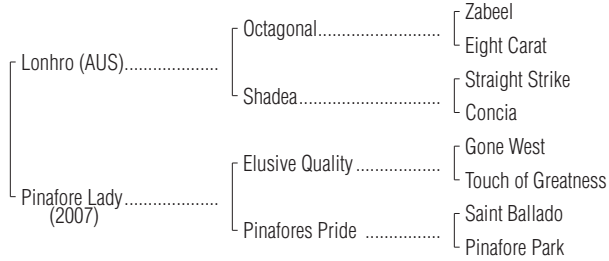 Zabeel
Octagonal
Eight Carat
Lonhro (AUS)
Straight Strike
Shadea
Concia
Gone West
Elusive Quality
Touch of Greatness
Pinafore Lady
(2007)
Saint Ballado
Pinafores Pride
Pinafore Park